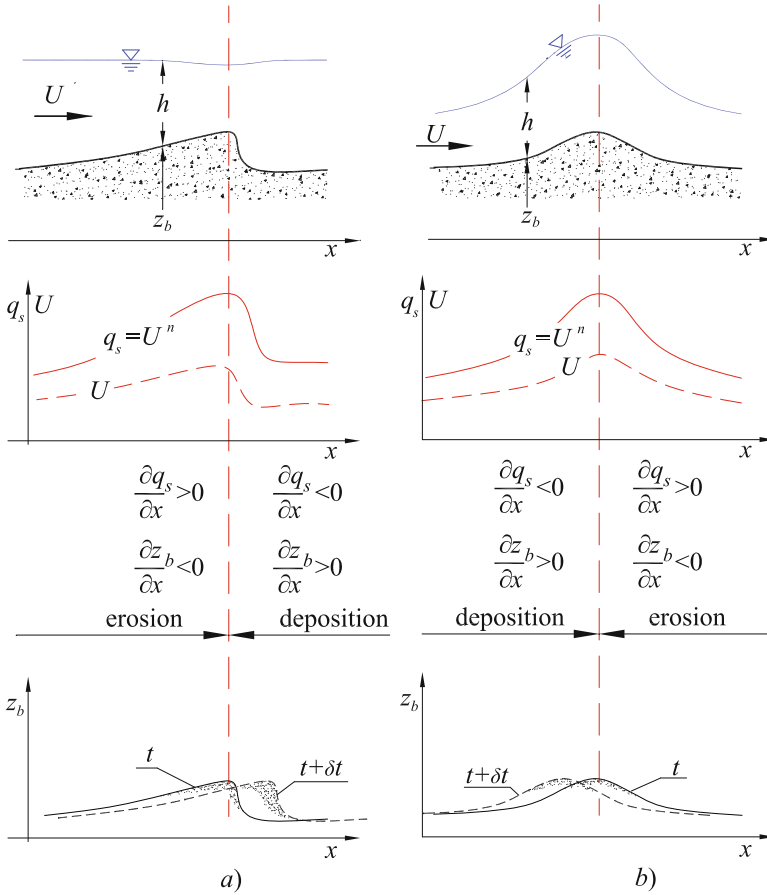 U
h
z_b
x
U
h
z_b
x
q_s U
q_s=U^n
U
x
q_s U
q_s=U^n
U
x
∂q_s/∂x>0
∂q_s/∂x<0
∂z_b/∂x<0
∂z_b/∂x>0
erosion
deposition
∂q_s/∂x<0
∂q_s/∂x>0
∂z_b/∂x>0
∂z_b/∂x<0
deposition
erosion
z_b
t
t+δt
x
a)
z_b
t+δt
t
x
b)